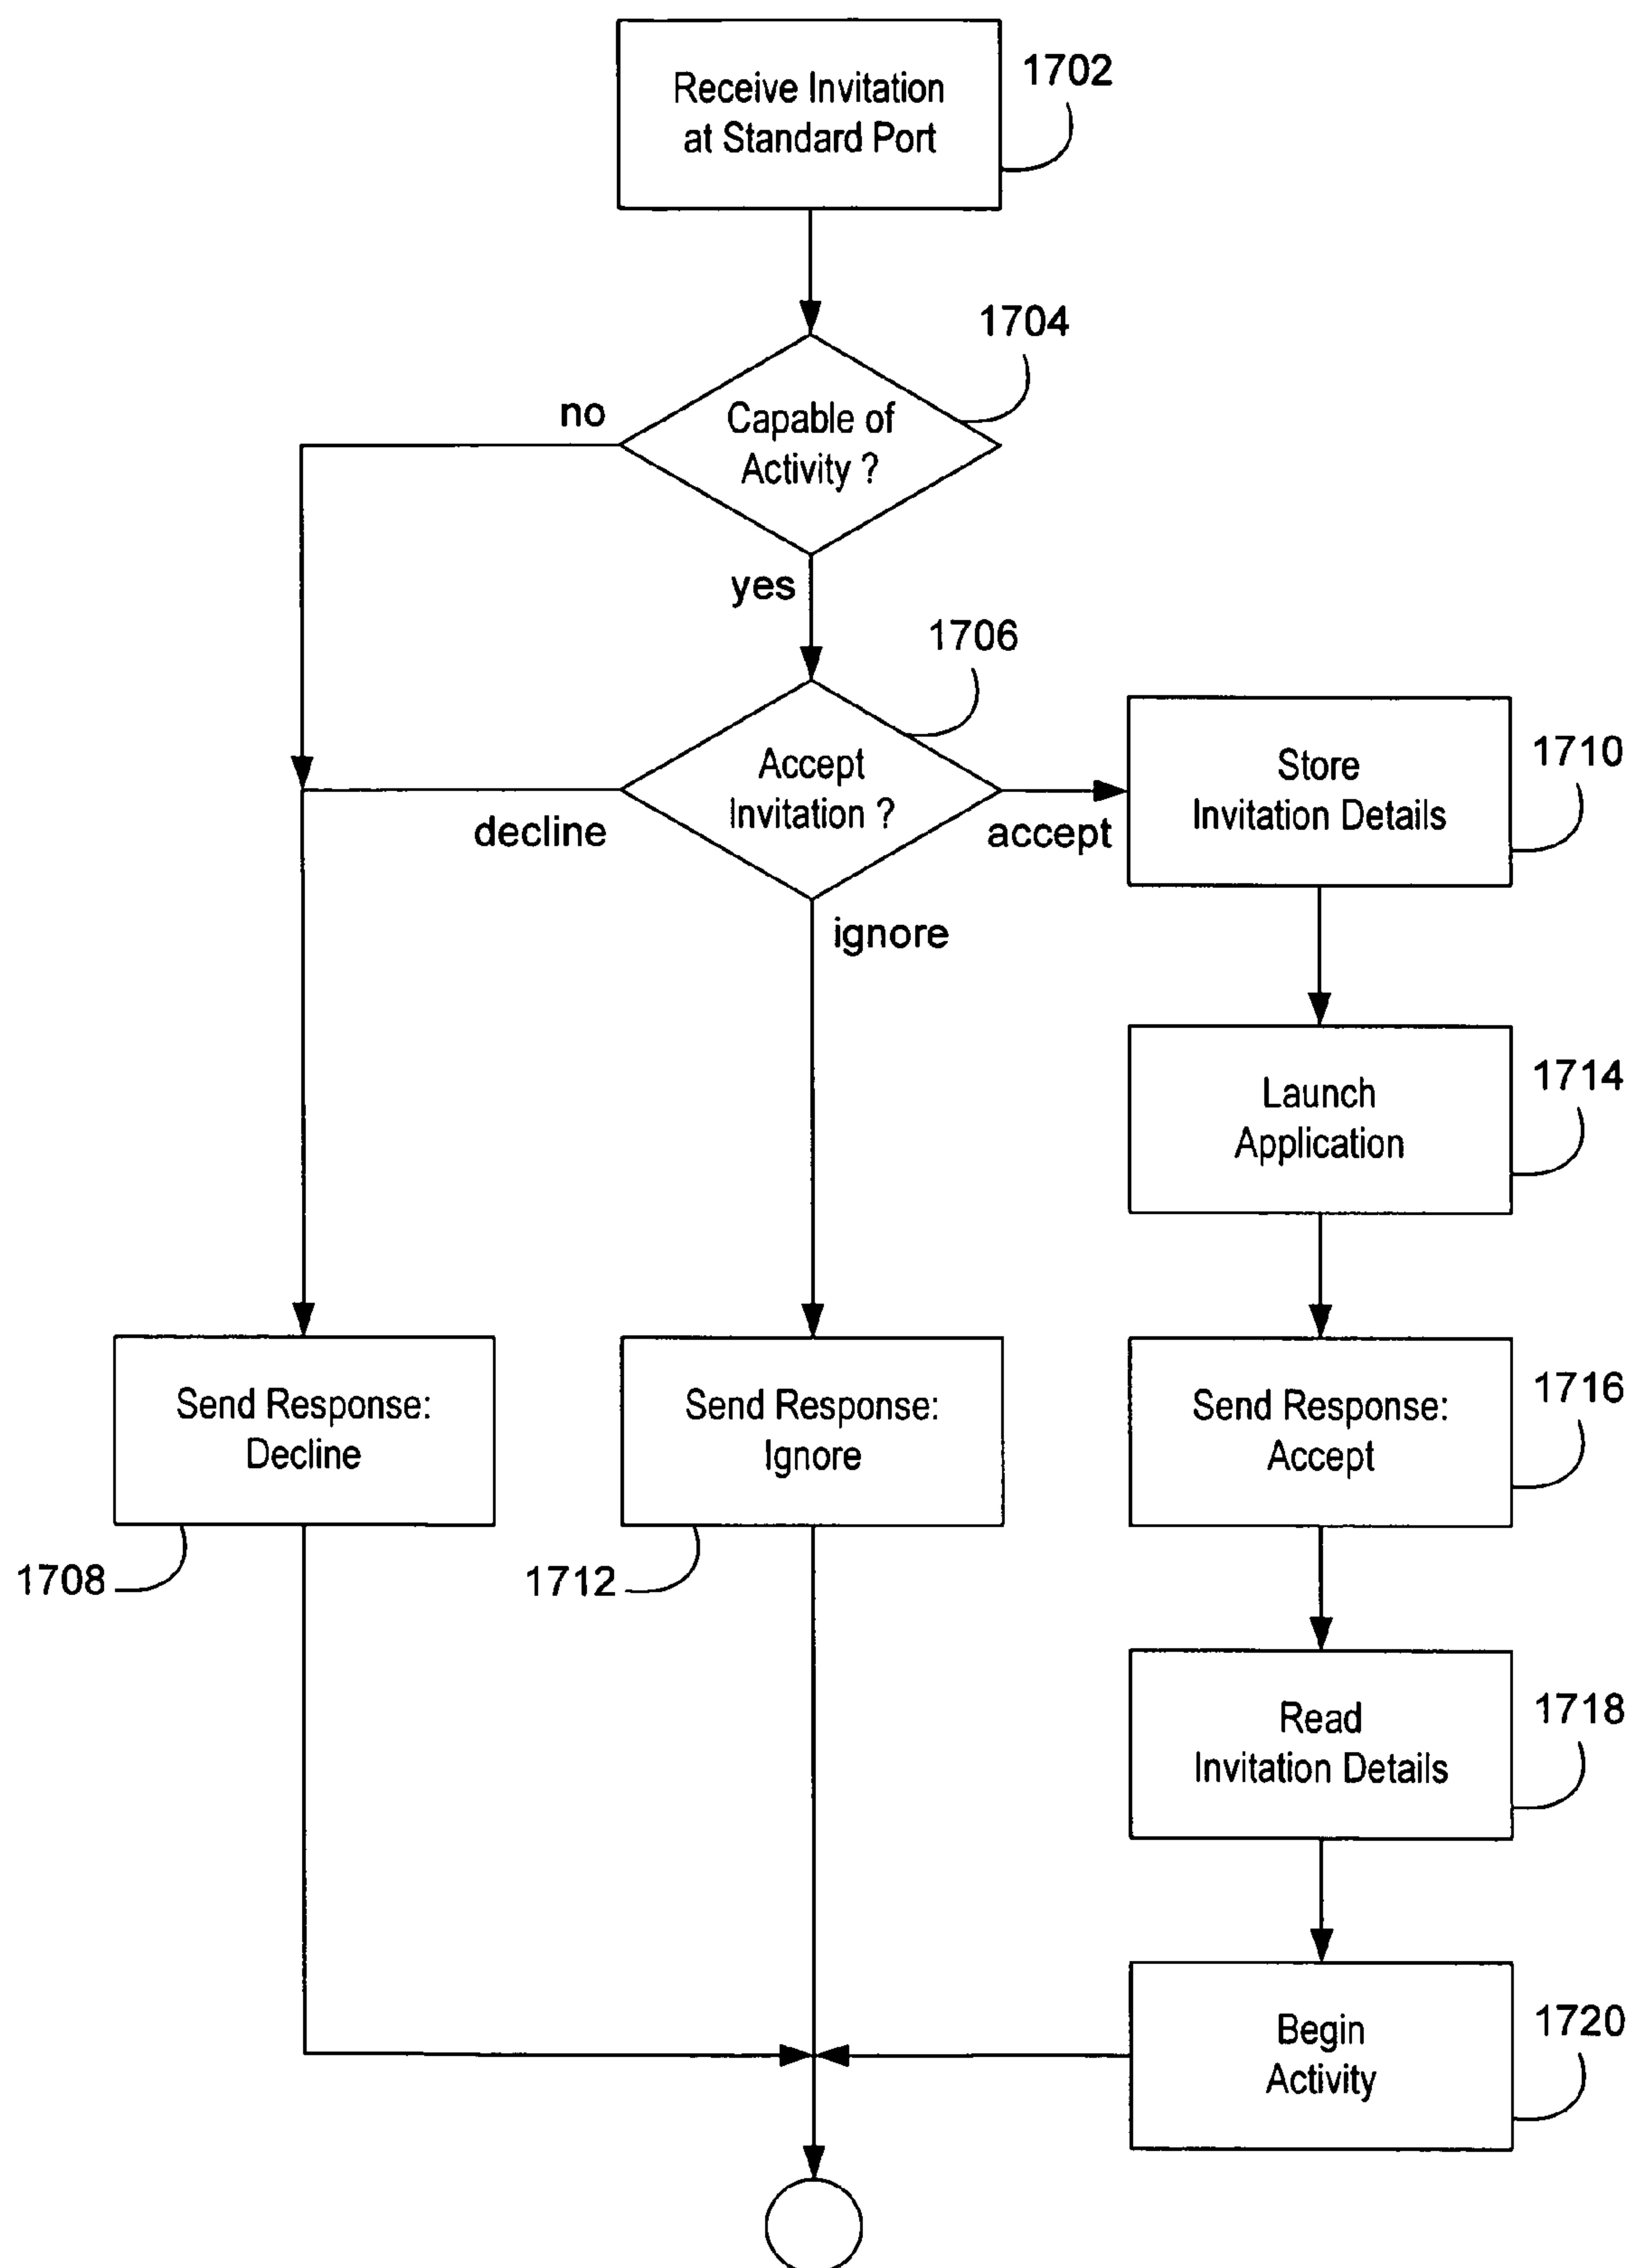 Receive Invitation
at Standard Port
1702
1704
no
Capable of
Activity ?
yes
1706
Accept
Invitation ?
decline
accept
ignore
Store
Invitation Details
1710
Launch
Application
1714
Send Response:
Decline
1708
Send Response:
Ignore
1712
Send Response:
Accept
1716
Read
Invitation Details
1718
Begin
Activity
1720